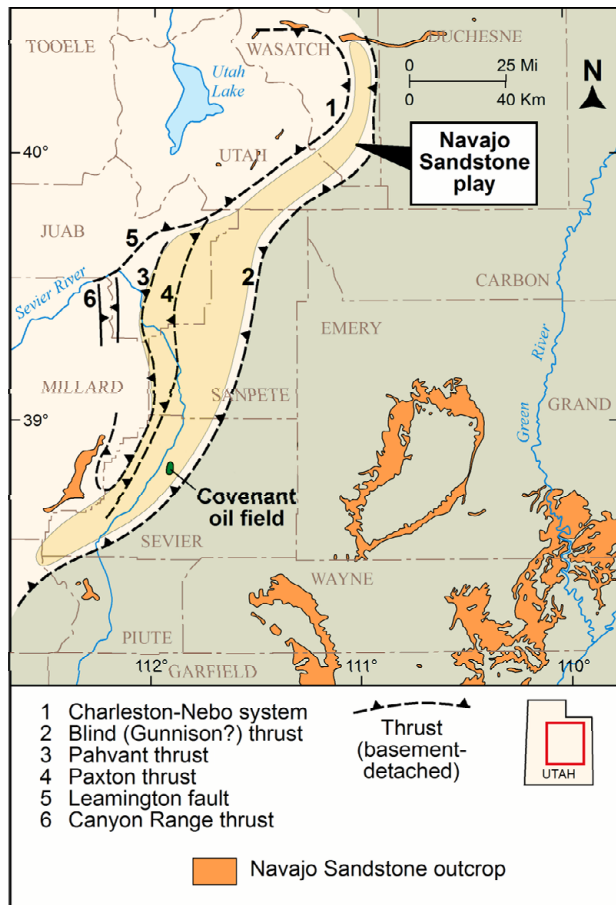 TOOELE
WASATCH
DUCHESNE
Utah
Lake
0 25 Mi
0 40 Km
N
1
40°
Navajo
Sandstone
play
UTAH
JUAB
5
3
4
2
Sevier River
6
CARBON
EMERY
Green
River
MILLARD
SANPETE
GRAND
39°
Covenant
oil field
SEVIER
WAYNE
PIUTE
GARFIELD
112° 111° 110°
1 Charleston-Nebo system
2 Blind (Gunnison?) thrust
3 Pahvant thrust
4 Paxton thrust
5 Leamington fault
6 Canyon Range thrust
Thrust
(basement-
detached)
UTAH
Navajo Sandstone outcrop